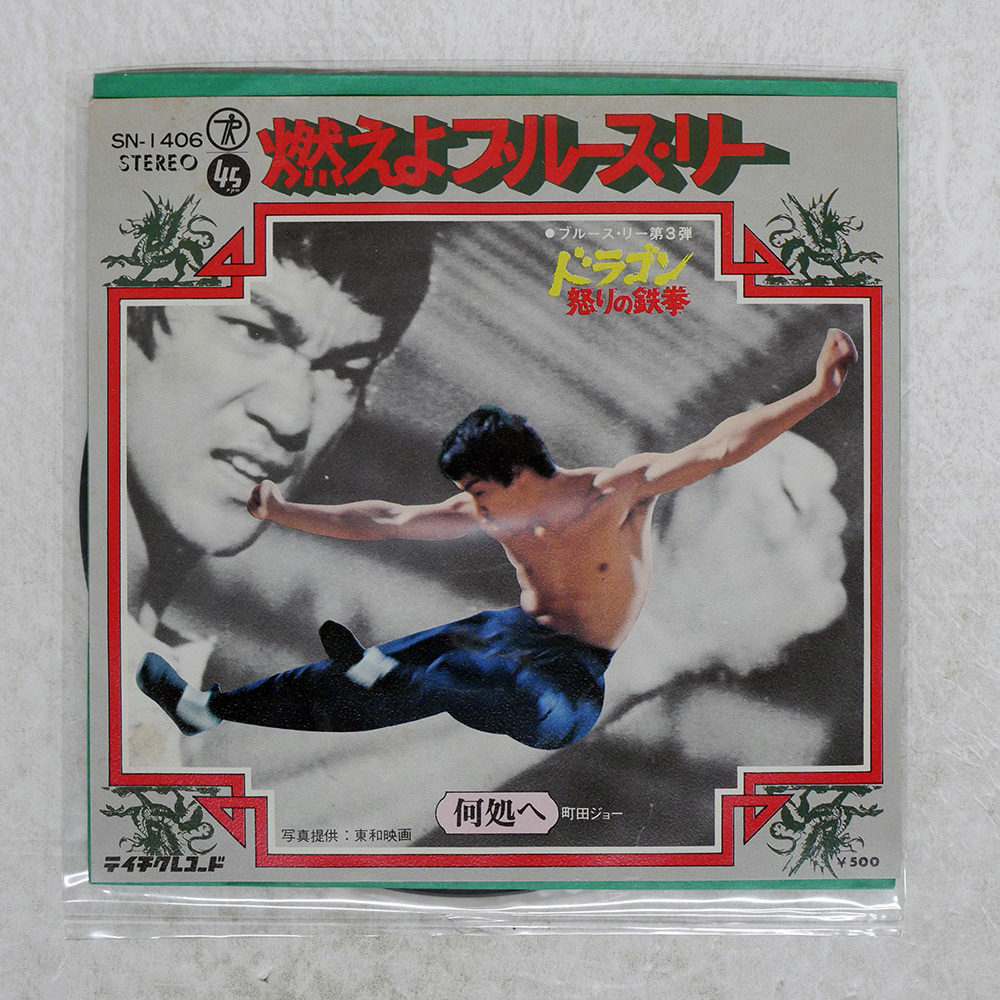 SN-1406
STEREO
45
rpm
燃えよブルース・リー
●ブルース・リー第3弾
ドラゴン
怒りの鉄拳
何処へ
町田ジョー
写真提供:東和映画
テイチクレコード
¥500